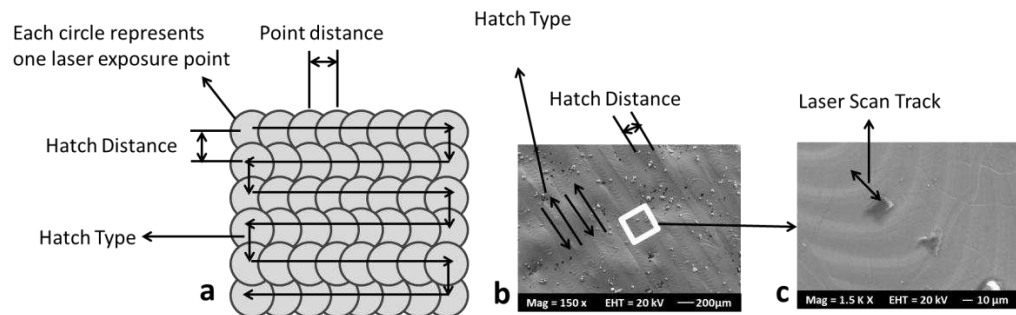 Each circle represents
one laser exposure point
Point distance
Hatch Distance
Hatch Type
a
Hatch Type
Hatch Distance
b
Mag = 150 x EHT = 20 kV 200µm
Laser Scan Track
c
Mag = 1.5 K X EHT = 20 kV 10 µm